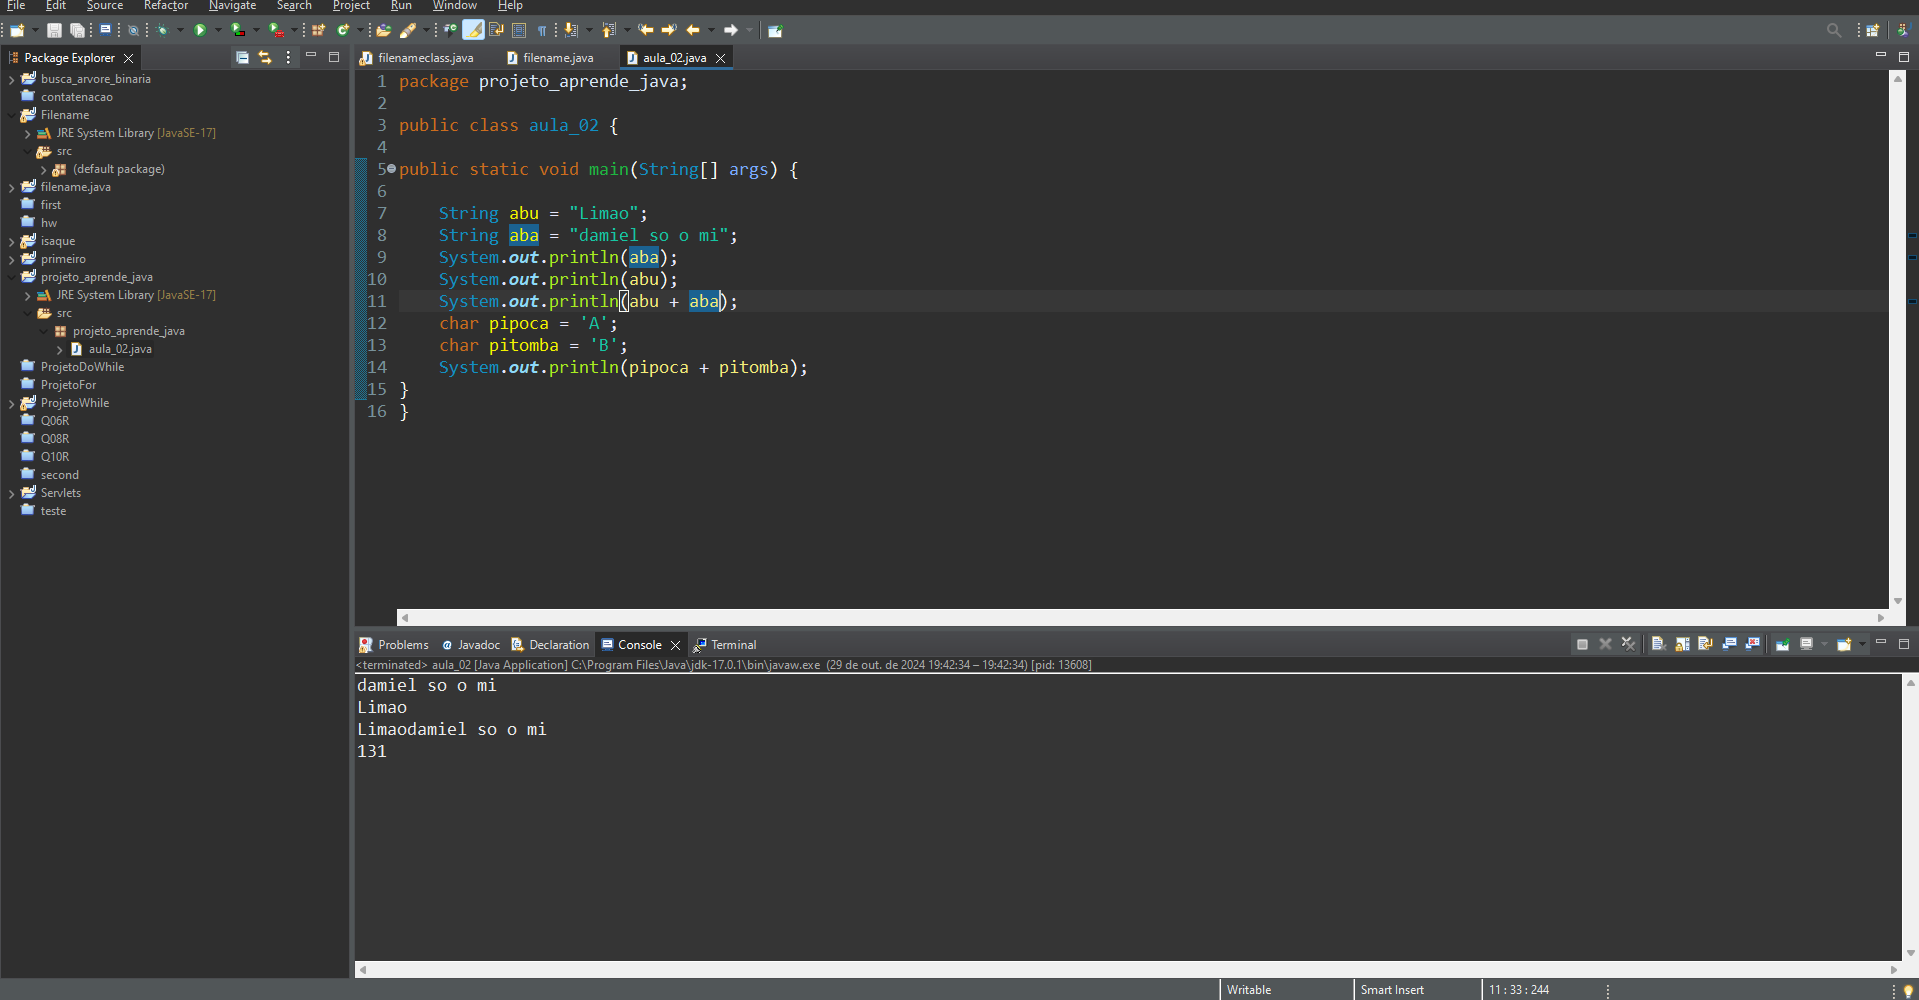 File Edit Source Refactor Navigate Search Project Run Window Help
Package Explorer
busca_arvore_binaria
contatenacao
Filename
JRE System Library [JavaSE-17]
src
(default package)
filename.java
first
hw
isaque
primeiro
projeto_aprende_java
JRE System Library [JavaSE-17]
src
projeto_aprende_java
aula_02.java
ProjetoDoWhile
ProjetoFor
ProjetoWhile
Q06R
Q08R
Q10R
second
Servlets
teste
filenameclass.java filename.java aula_02.java
1 package projeto_aprende_java;
2
3 public class aula_02 {
4
5 public static void main(String[] args) {
6
7 String abu = "Limao";
8 String aba = "damiel so o mi";
9 System.out.println(aba);
10 System.out.println(abu);
11 System.out.println(abu + aba);
12 char pipoca = 'A';
13 char pitomba = 'B';
14 System.out.println(pipoca + pitomba);
15 }
16 }
Problems @ Javadoc Declaration Console Terminal
<terminated> aula_02 [Java Application] C:\Program Files\Java\jdk-17.0.1\bin\javaw.exe (29 de out. de 2024 19:42:34 – 19:42:34) [pid: 13608]
damiel so o mi
Limao
Limaodamiel so o mi
131
Writable Smart Insert 11 : 33 : 244